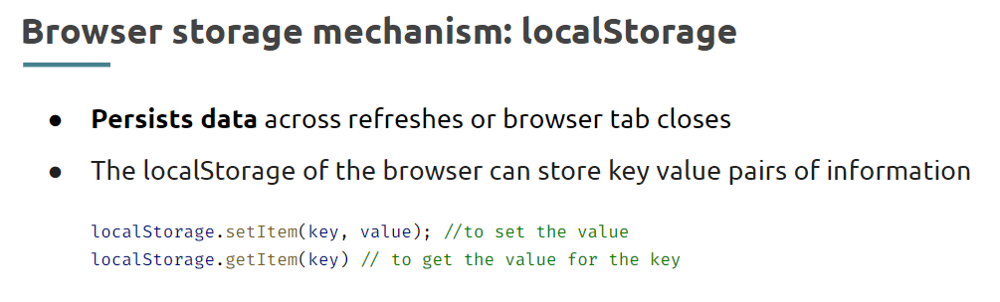 Browser storage mechanism: localStorage
● Persists data across refreshes or browser tab closes
● The localStorage of the browser can store key value pairs of information
localStorage.setItem(key, value); //to set the value
localStorage.getItem(key) // to get the value for the key